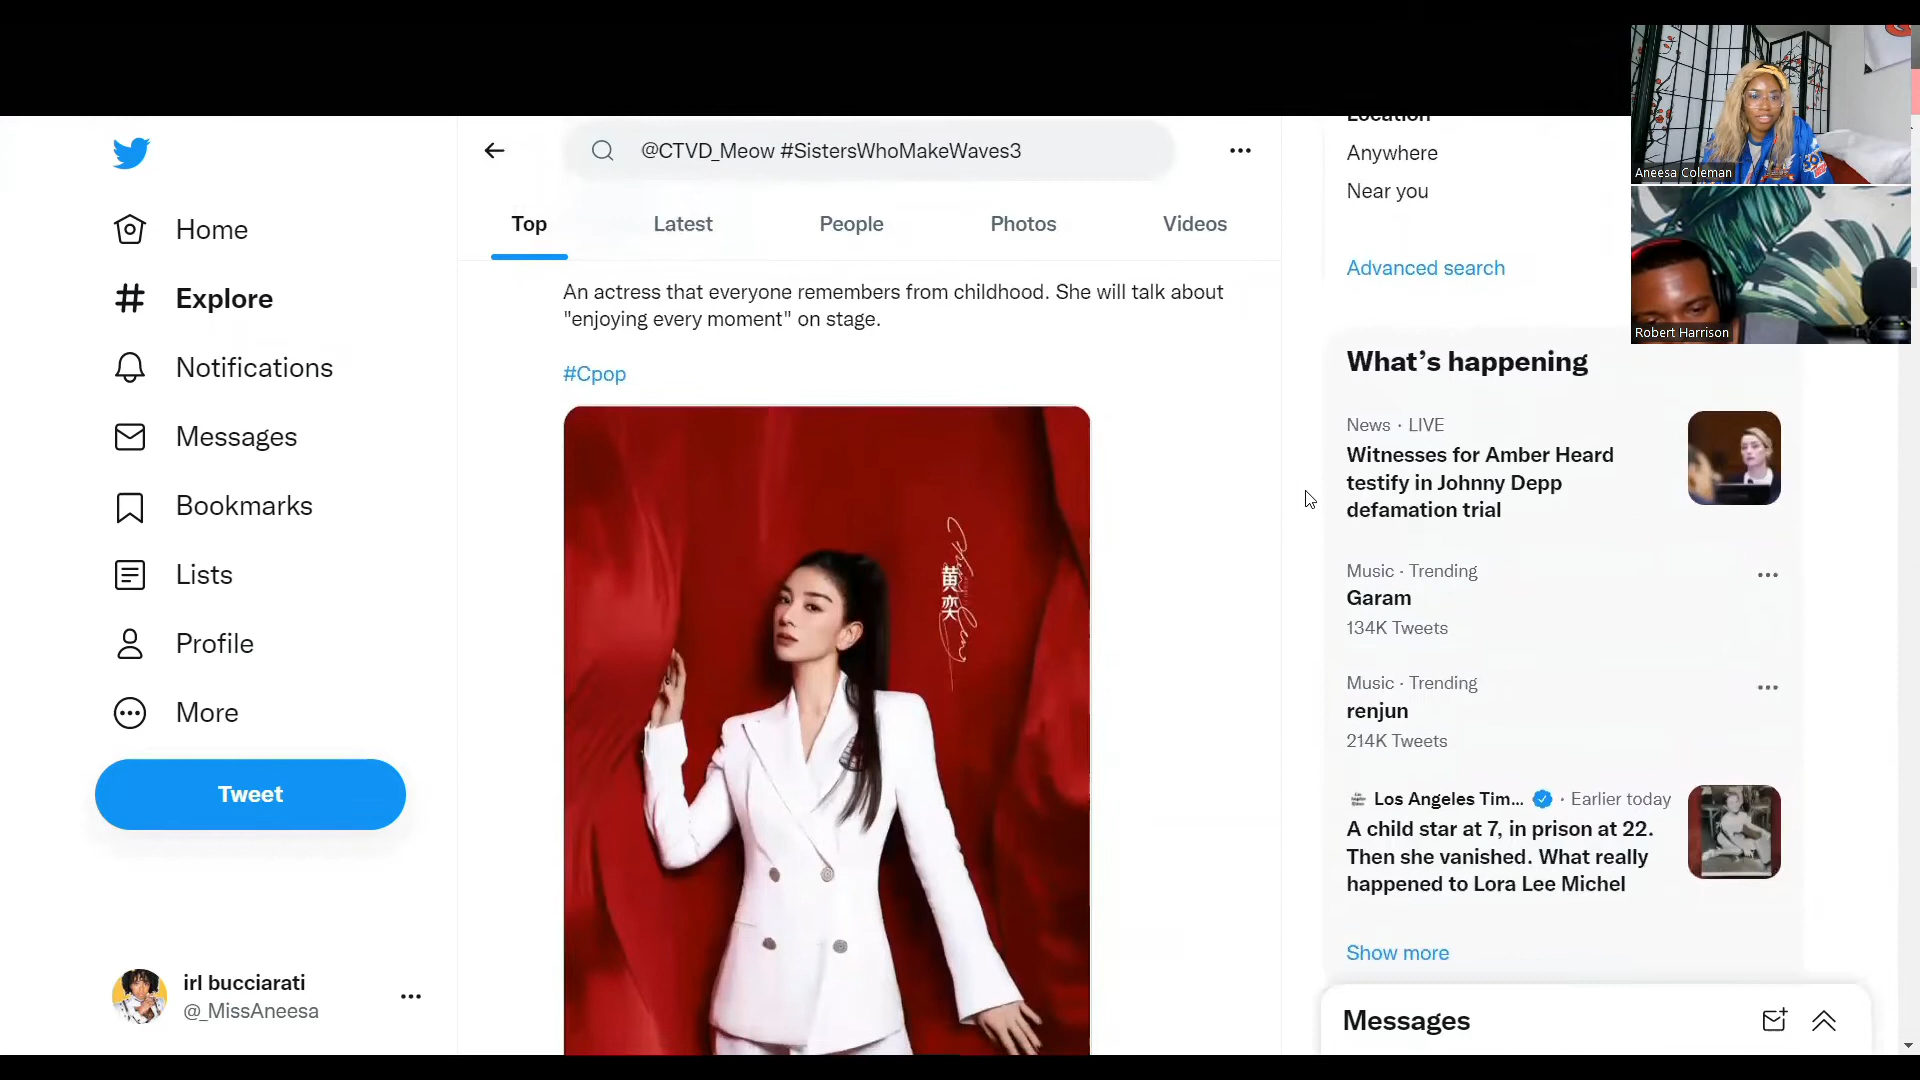 @CTVD_Meow #SistersWhoMakeWaves3
Top
Latest
People
Photos
Videos
Home
Explore
Notifications
Messages
Bookmarks
Lists
Profile
More
Tweet
irl bucciarati
@_MissAneesa
An actress that everyone remembers from childhood. She will talk about
"enjoying every moment" on stage.
#Cpop
黄奕
Location
Anywhere
Near you
Advanced search
What's happening
News · LIVE
Witnesses for Amber Heard
testify in Johnny Depp
defamation trial
Music · Trending
Garam
134K Tweets
Music · Trending
renjun
214K Tweets
Los Angeles Tim... · Earlier today
A child star at 7, in prison at 22.
Then she vanished. What really
happened to Lora Lee Michel
Show more
Messages
Aneesa Coleman
Robert Harrison